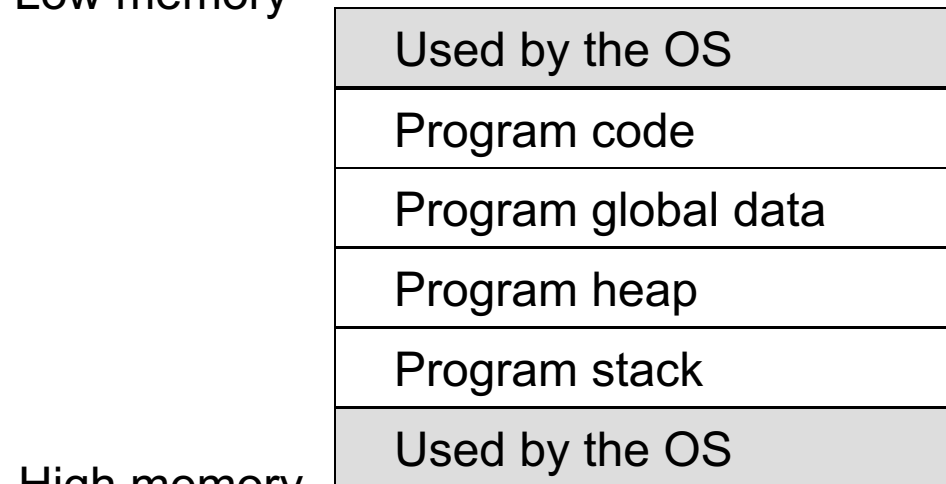 Low memory
Used by the OS
Program code
Program global data
Program heap
Program stack
Used by the OS
High memory